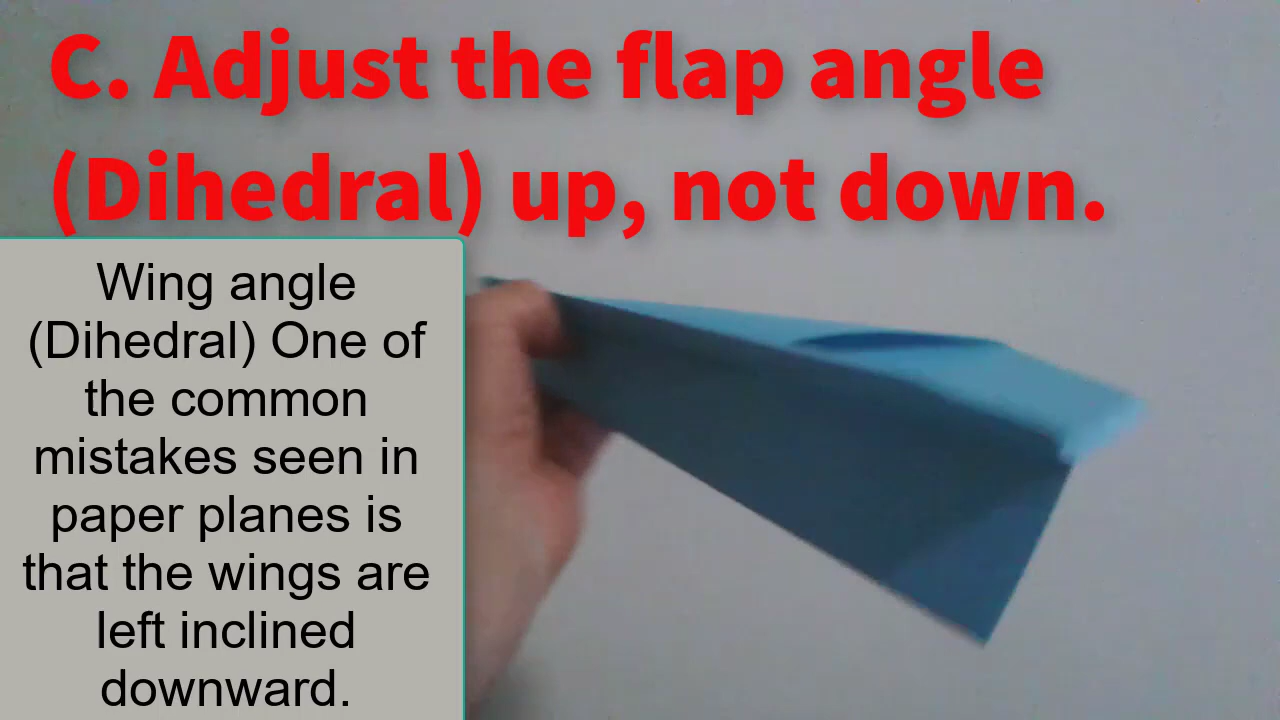 C. Adjust the flap angle
(Dihedral) up, not down.
Wing angle
(Dihedral) One of
the common
mistakes seen in
paper planes is
that the wings are
left inclined
downward.